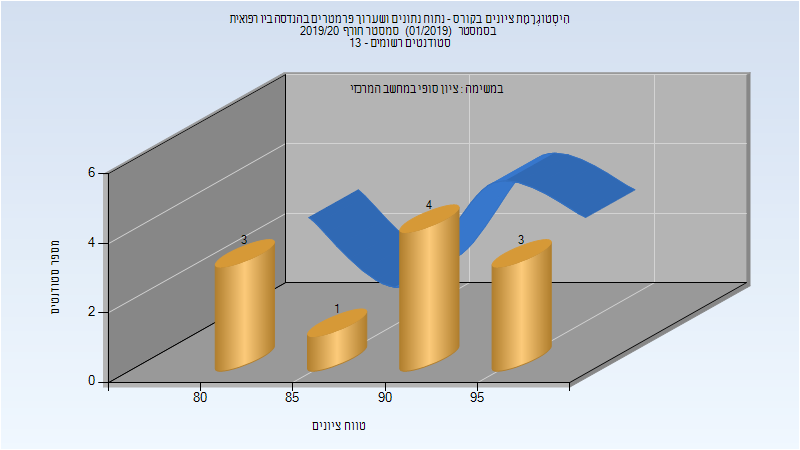 היסטוגרמת ציונים בקורס - נתוח נתונים ושערוך פרמטרים בהנדסה ביו רפואית
בסמסטר (01/2019) סמסטר חורף 2019/20
סטודנטים רשומים - 13
במשימה : ציון סופי במחשב המרכזי
מספר סטודנטים
6
4
2
0
3
1
4
3
80 85 90 95
טווח ציונים